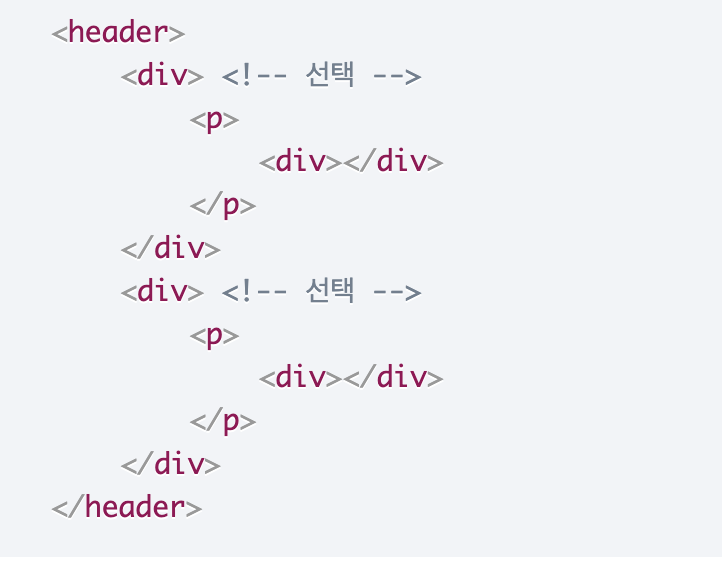 <header>
<div> <!-- 선택 -->
<p>
<div></div>
</p>
</div>
<div> <!-- 선택 -->
<p>
<div></div>
</p>
</div>
</header>